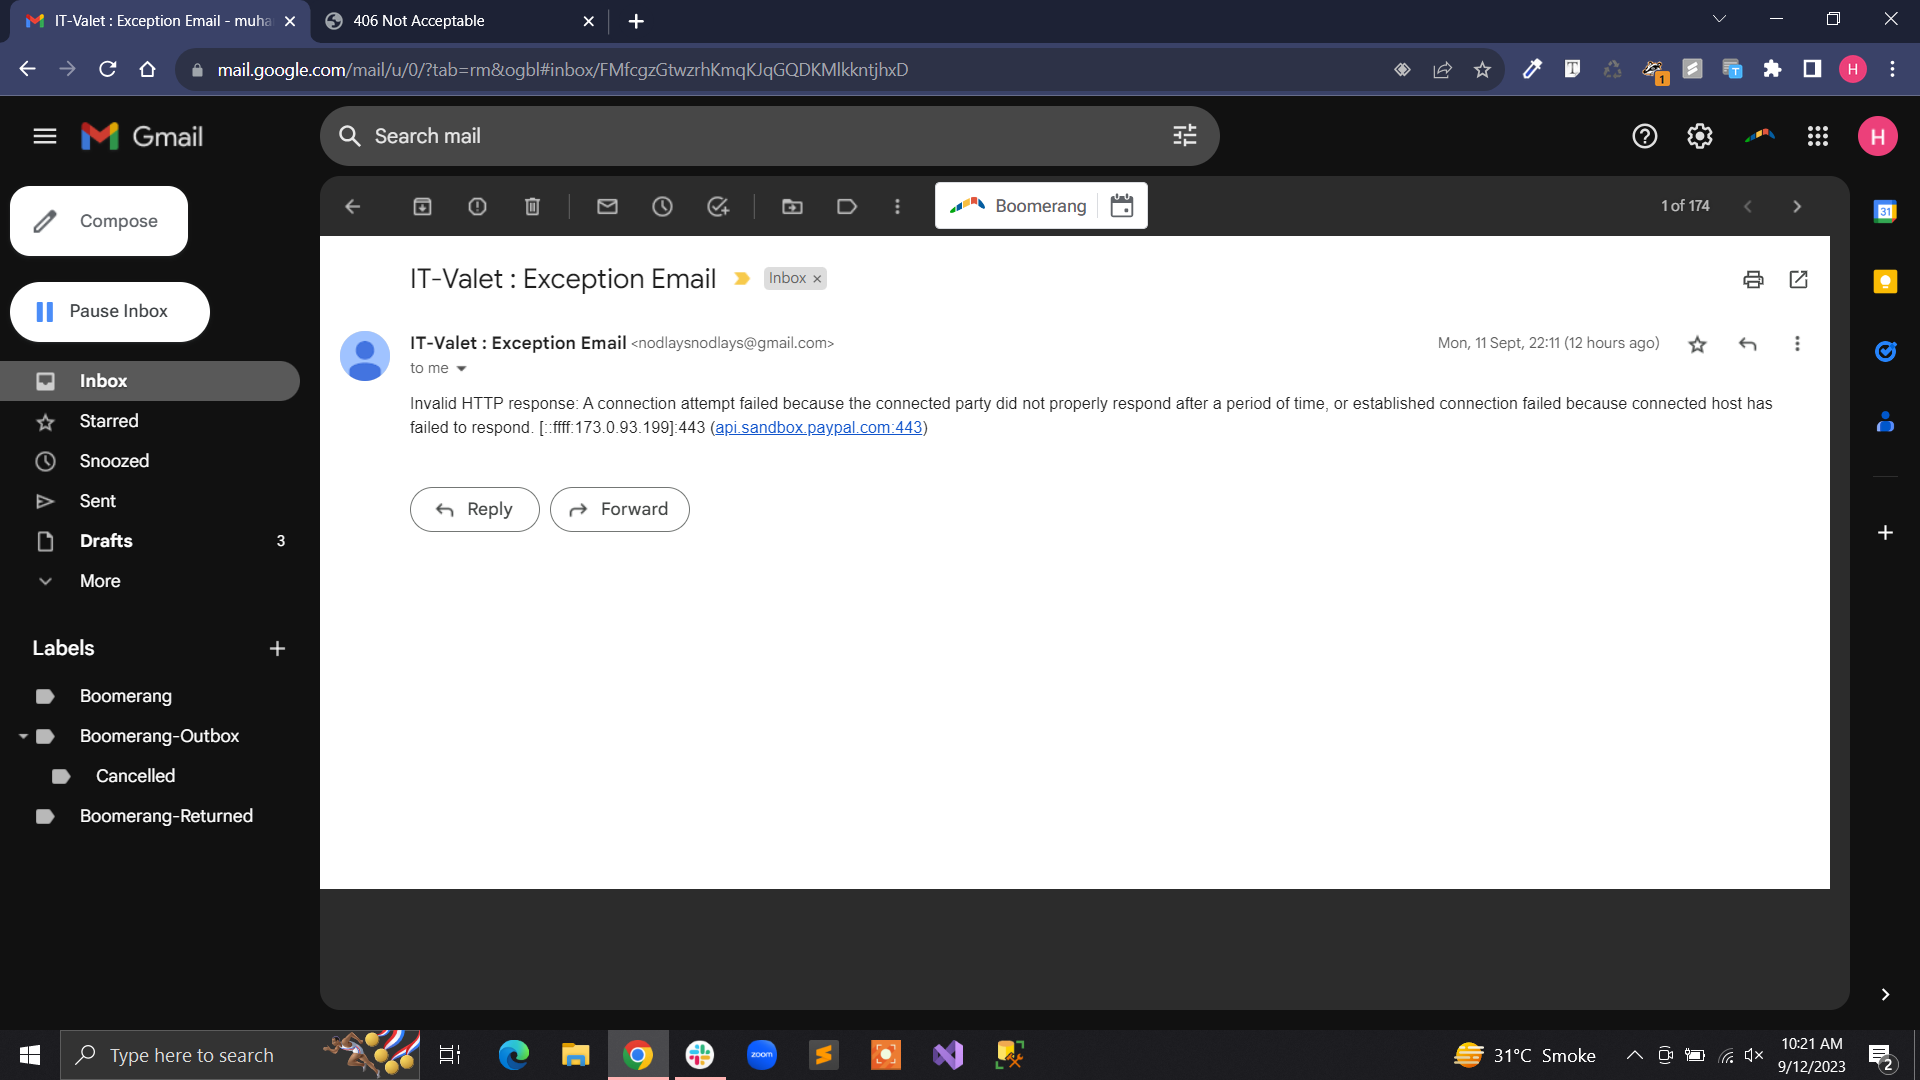 IT-Valet : Exception Email - muha
406 Not Acceptable
mail.google.com/mail/u/0/?tab=rm&ogbl#inbox/FMfcgzGtwzrhKmqKJqGQDKMlkkntjhxD
1
H
Gmail
Search mail
H
Compose
Boomerang
1 of 174
31
Pause Inbox
IT-Valet : Exception Email
Inbox ×
IT-Valet : Exception Email <nodlaysnodlays@gmail.com>
Mon, 11 Sept, 22:11 (12 hours ago)
to me
Invalid HTTP response: A connection attempt failed because the connected party did not properly respond after a period of time, or established connection failed because connected host has
failed to respond. [::ffff:173.0.93.199]:443 (api.sandbox.paypal.com:443)
Reply
Forward
Inbox
Starred
Snoozed
Sent
Drafts 3
More
Labels
Boomerang
Boomerang-Outbox
Cancelled
Boomerang-Returned
Type here to search
zoom
31°C Smoke
10:21 AM
9/12/2023
2